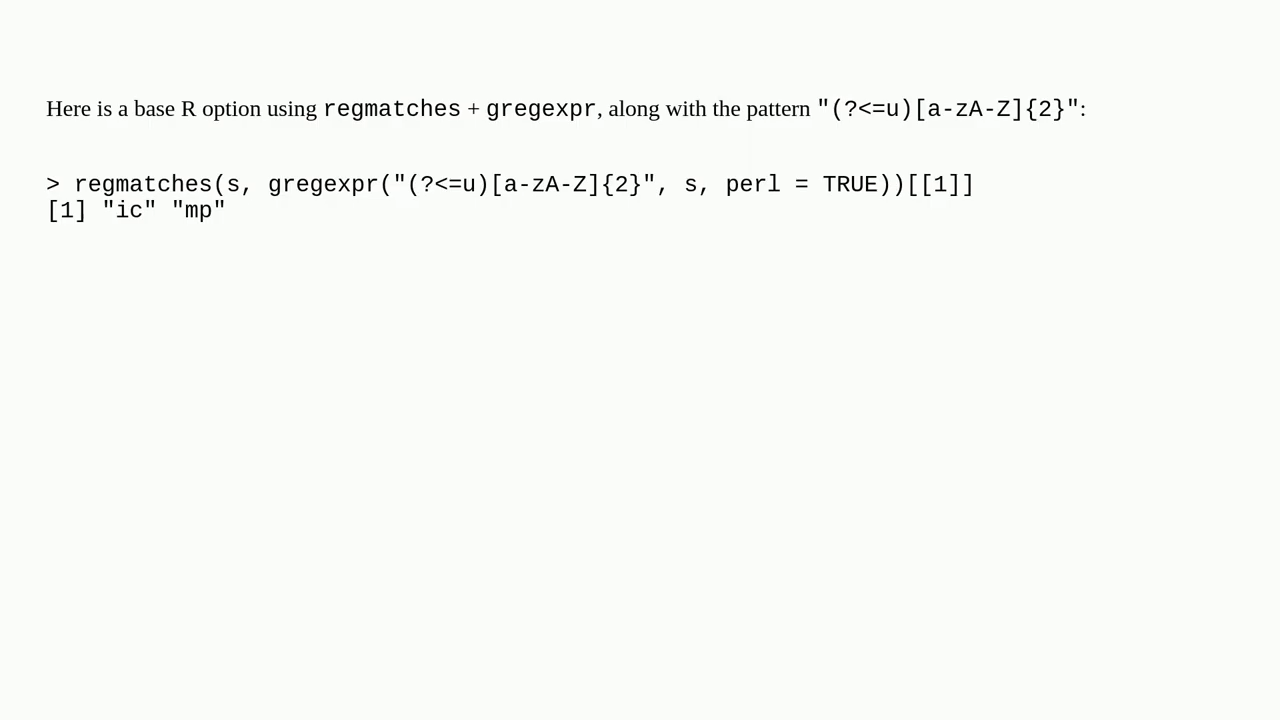 Here is a base R option using regmatches + gregexpr, along with the pattern "(?<=u)[a-zA-Z]{2}":
> regmatches(s, gregexpr("(?<=u)[a-zA-Z]{2}", s, perl = TRUE))[[1]]
[1] "ic" "mp"